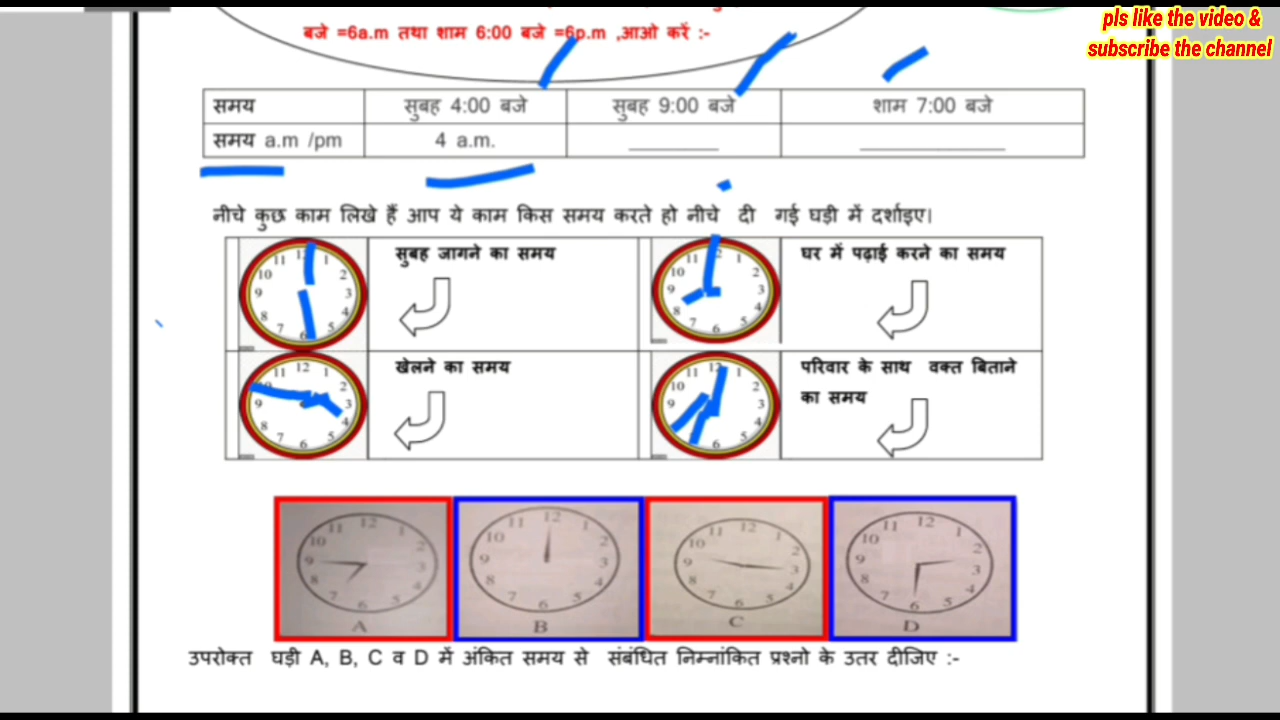 pls like the video &
subscribe the channel
बजे =6a.m तथा शाम 6:00 बजे =6p.m ,आओ करें :-
समय सुबह 4:00 बजे सुबह 9:00 बजे शाम 7:00 बजे
समय a.m /pm 4 a.m. ________ ____________
नीचे कुछ काम लिखे हैं आप ये काम किस समय करते हो नीचे दी गई घड़ी में दर्शाइए।
सुबह जागने का समय
घर में पढ़ाई करने का समय
खेलने का समय
परिवार के साथ वक्त बिताने
का समय
A B C D
उपरोक्त घड़ी A, B, C व D में अंकित समय से संबंधित निम्नांकित प्रश्नो के उतर दीजिए :-